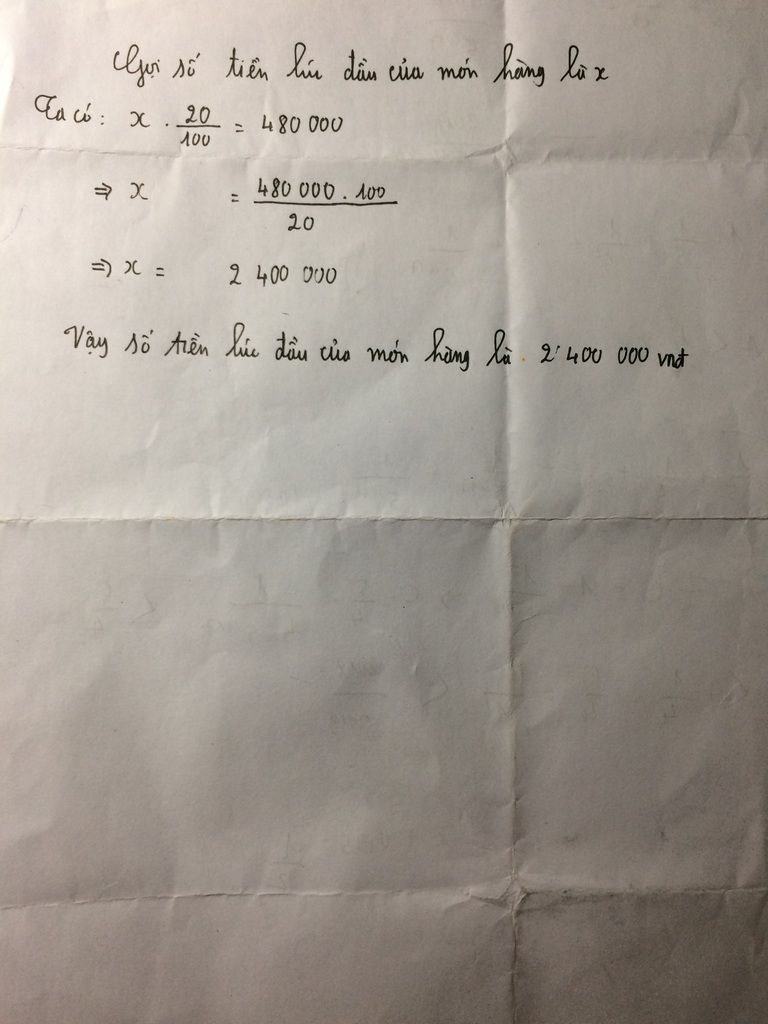 Gọi số tiền lúc đầu của món hàng là x
Ta có: x . 20/100 = 480 000
⇒ x = 480 000 . 100 / 20
⇒ x = 2 400 000
Vậy số tiền lúc đầu của món hàng là 2 400 000 vnđ